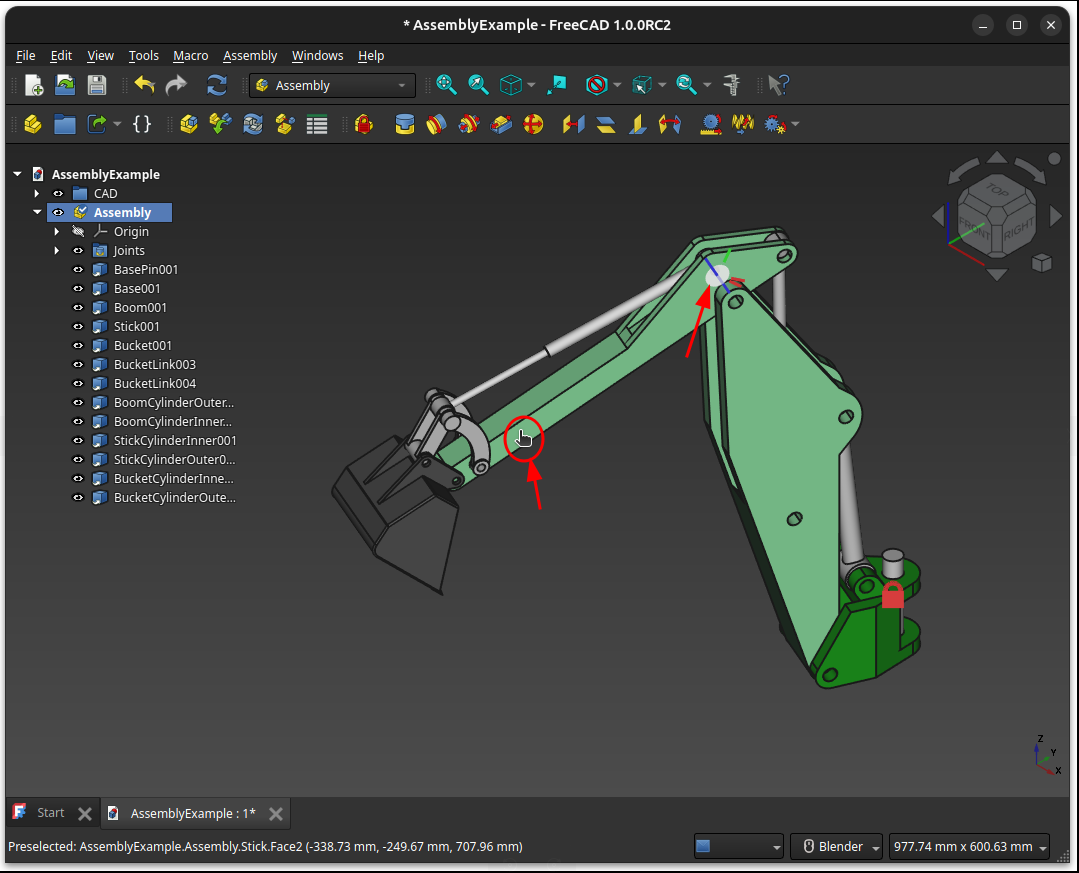 * AssemblyExample - FreeCAD 1.0.0RC2
File Edit View Tools Macro Assembly Windows Help
Assembly
AssemblyExample
CAD
Assembly
Origin
Joints
BasePin001
Base001
Boom001
Stick001
Bucket001
BucketLink003
BucketLink004
BoomCylinderOuter...
BoomCylinderInner...
StickCylinderInner001
StickCylinderOuter0...
BucketCylinderInne...
BucketCylinderOute...
TOP
FRONT RIGHT
Z
Y
X
Start AssemblyExample : 1*
Preselected: AssemblyExample.Assembly.Stick.Face2 (-338.73 mm, -249.67 mm, 707.96 mm) Blender 977.74 mm x 600.63 mm